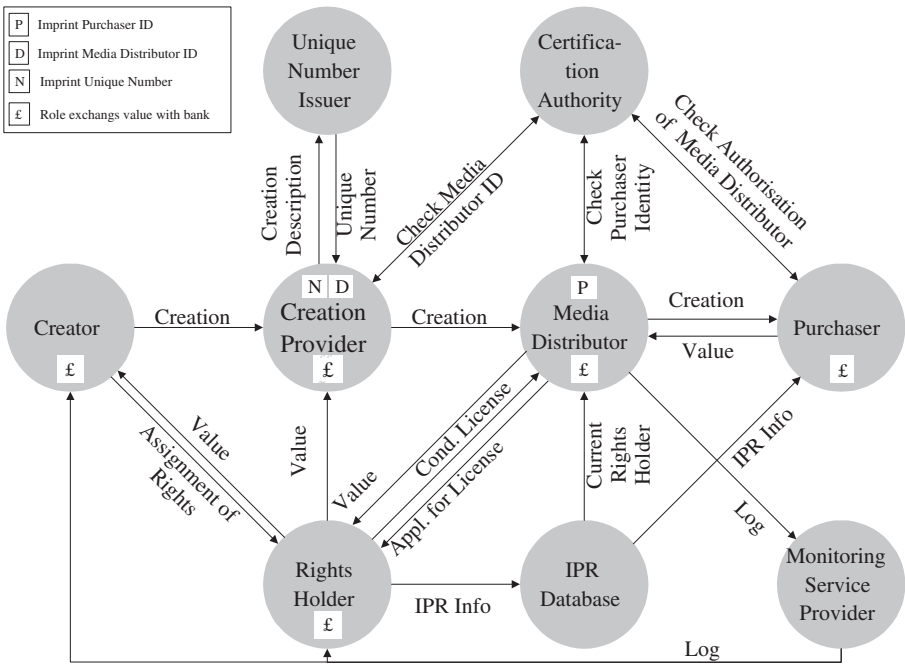 P Imprint Purchaser ID
D Imprint Media Distributor ID
N Imprint Unique Number
£ Role exchangs value with bank
Unique
Number
Issuer
Certifica-
tion
Authority
Creation
Description
Unique
Number
Check Media
Distributor ID
Check
Purchaser
Identity
Check Authorisation
of Media Distributor
Creator
£
Creation
N D
Creation
Provider
£
Creation
P
Media
Distributor
£
Creation
Value
Purchaser
£
Value
Assignment of
Rights
Value
Value
Cond. License
Appl. for License
Current
Rights
Holder
IPR Info
Log
Rights
Holder
£
IPR Info
IPR
Database
Monitoring
Service
Provider
Log